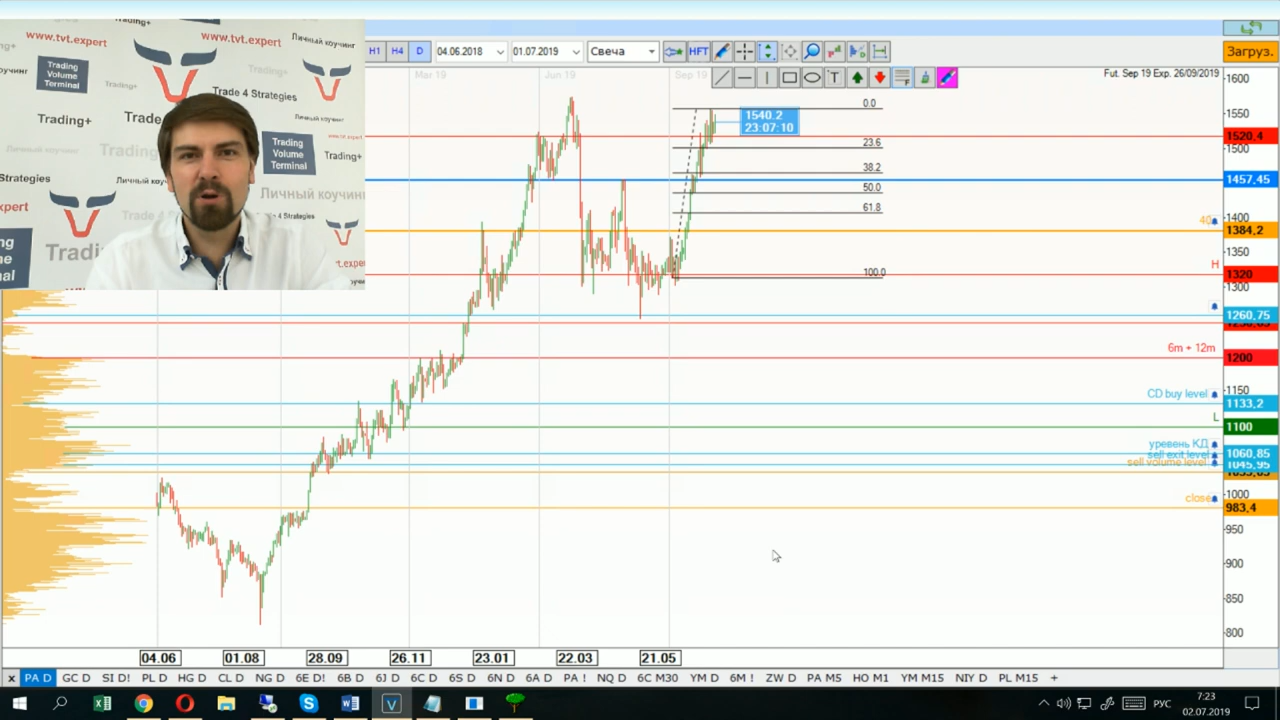 Trading+
www.tvt.expert
www.tvt.expert
Личный коучинг
Trading Volume Terminal
Trade 4 Strategies
Trading+
Trading Volume Terminal
Trading+
Strategies
Личный коучинг
Trading
H1 H4 D 04.06.2018 01.07.2019 Свеча HFT Загруз.
Mar 19 Jun 19 Sep 19 Fut. Sep 19 Exp. 26/09/2019
1600
1550
1500
1400
1350
1300
1150
1000
950
900
850
800
0.0
23.6
38.2
50.0
61.8
100.0
1540.2
23:07:10
1520,4
1457,45
1384,2
H
1320
1260,75
6m + 12m
1200
CD buy level
1133,2
L
1100
уревень КД
1060,85
sell exit level
1045,95
sell volume level
close
983,4
04.06 01.08 28.09 26.11 23.01 22.03 21.05
x PA D GC D SI D! PL D HG D CL D NG D 6E D! 6B D 6J D 6C D 6S D 6N D 6A D PA ! NQ D 6C M30 YM D 6M ! ZW D PA M5 HO M1 YM M15 NIY D PL M15 +
РУС
7:23
02.07.2019